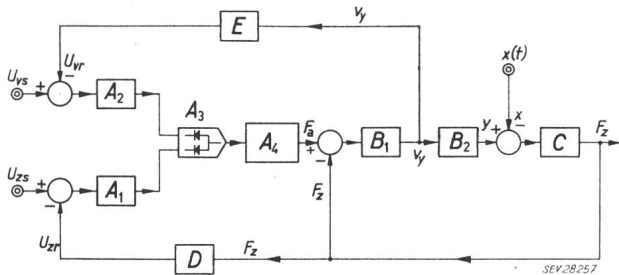 E
v_y
x(t)
U_vr
U_vs
+
−
A_2
A_3
F_a
A_4
+
−
B_1
v_y
B_2
y
+
x
−
C
F_z
U_zs
+
−
A_1
F_z
U_zr
D
F_z
SEV 28257